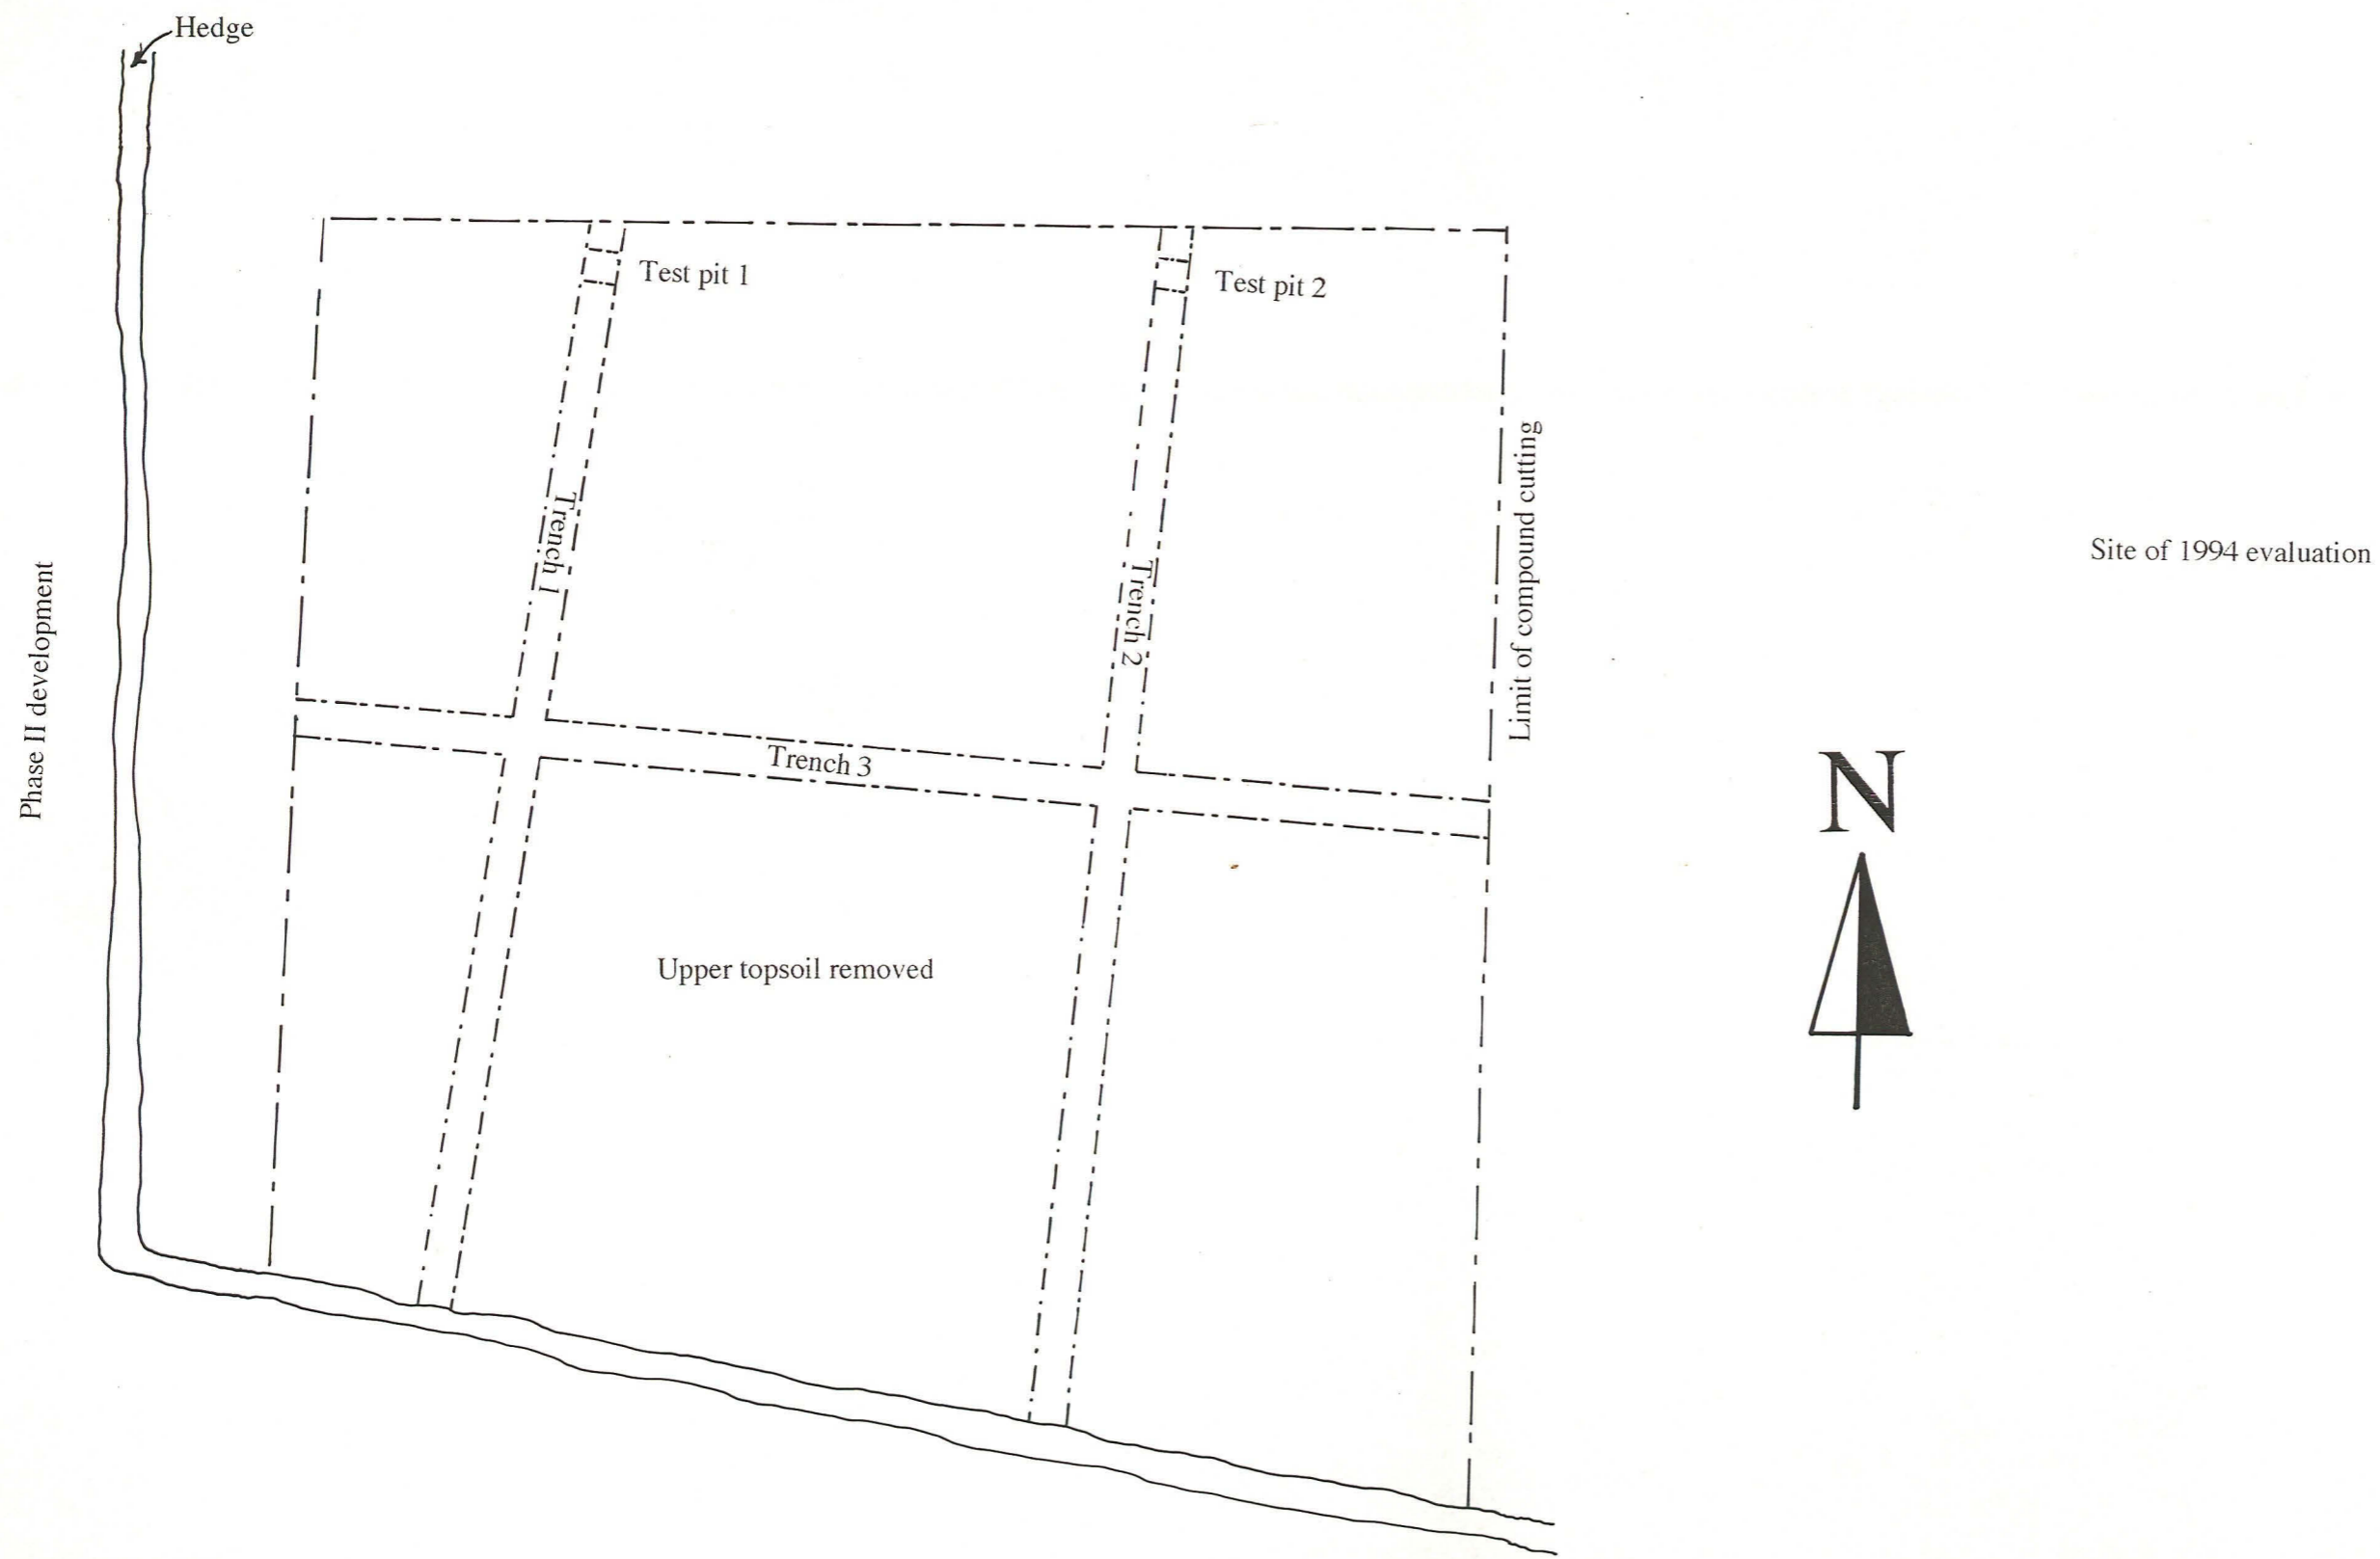 Hedge
Test pit 1
Test pit 2
Trench 1
Trench 2
Limit of compound cutting
Site of 1994 evaluation
Phase II development
Trench 3
N
Upper topsoil removed